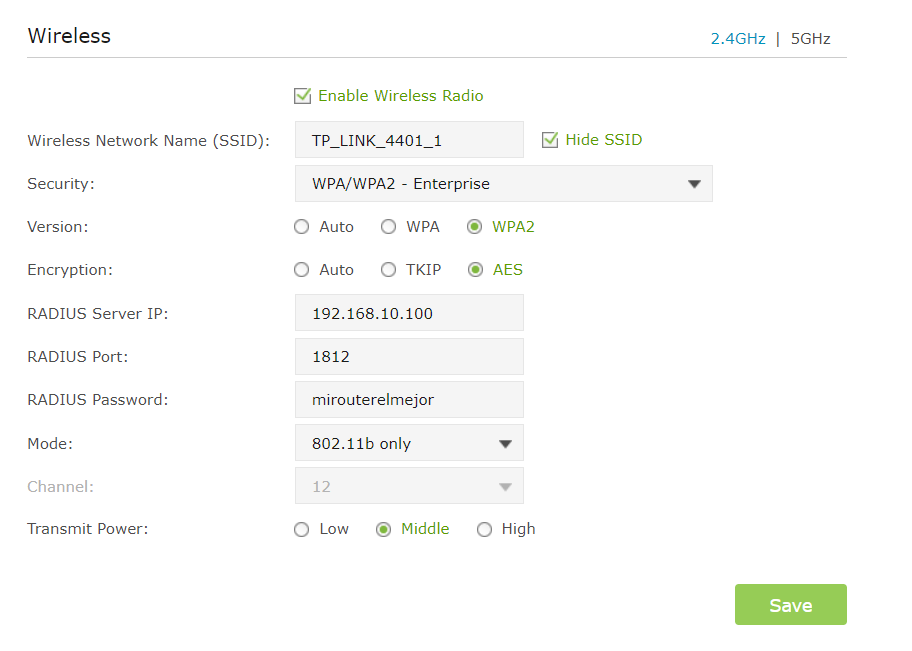 Wireless
2.4GHz | 5GHz
Enable Wireless Radio
Wireless Network Name (SSID): TP_LINK_4401_1 Hide SSID
Security: WPA/WPA2 - Enterprise
Version: Auto WPA WPA2
Encryption: Auto TKIP AES
RADIUS Server IP: 192.168.10.100
RADIUS Port: 1812
RADIUS Password: mirouterelmejor
Mode: 802.11b only
Channel: 12
Transmit Power: Low Middle High
Save